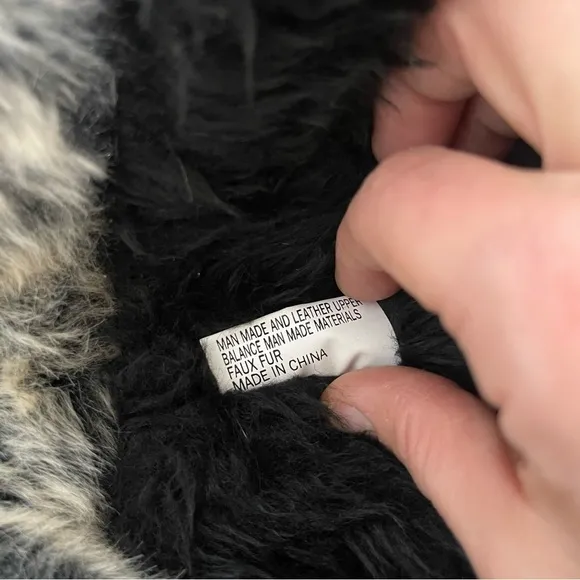 MAN MADE AND LEATHER UPPER
BALANCE MAN MADE MATERIALS
FAUX FUR
MADE IN CHINA